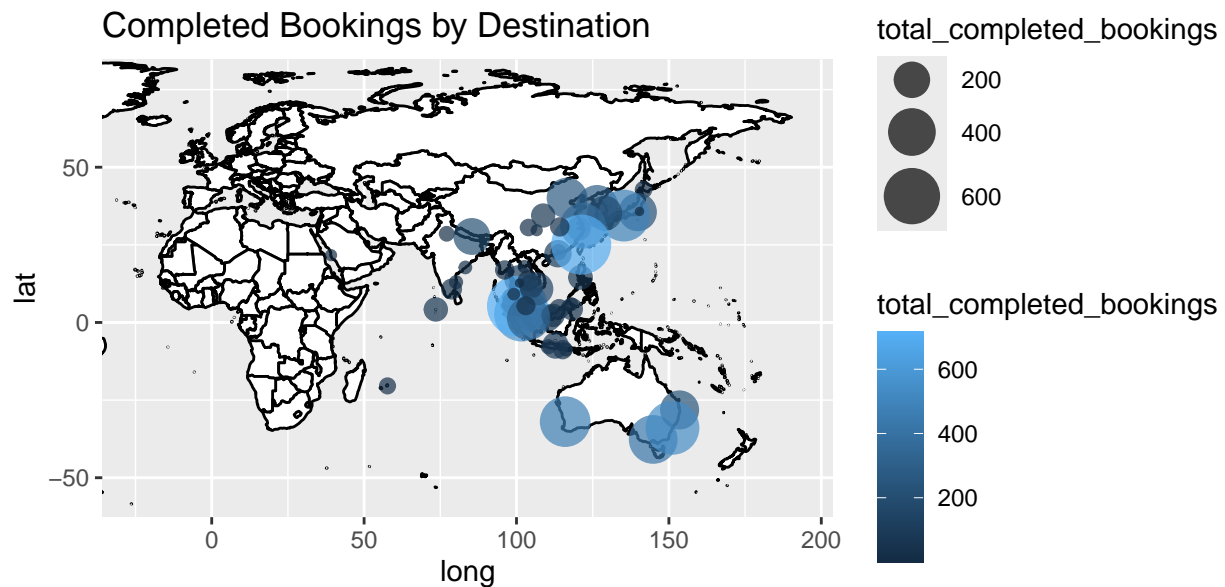 Completed Bookings by Destination
total_completed_bookings
200
400
600
total_completed_bookings
600
400
200
lat
50
0
−50
0
50
100
150
200
long